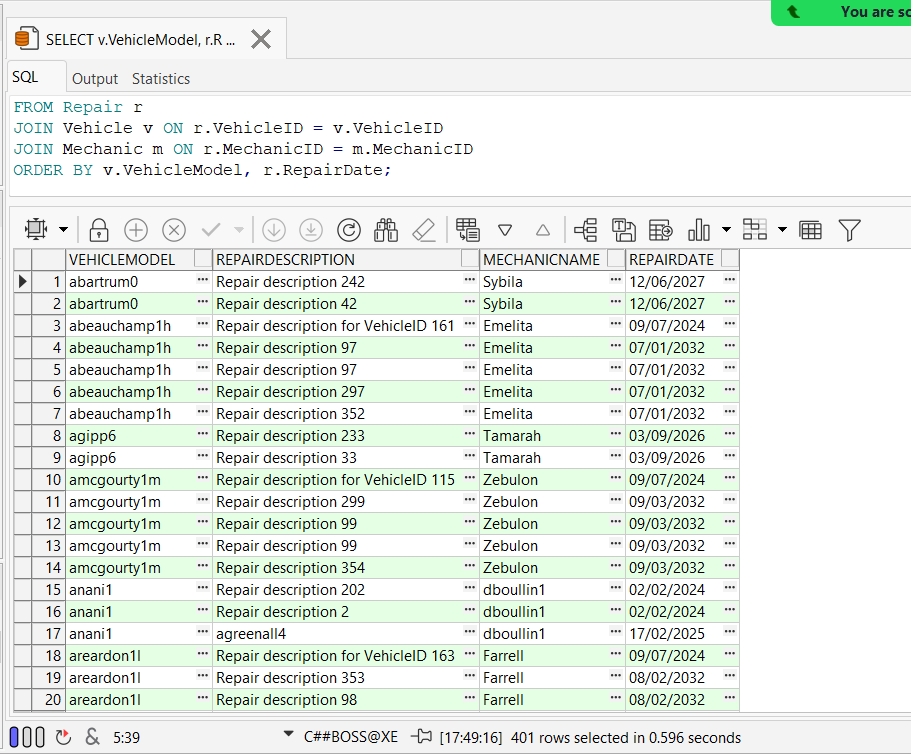 You are sc
SELECT v.VehicleModel, r.R ...
SQL Output Statistics
FROM Repair r
JOIN Vehicle v ON r.VehicleID = v.VehicleID
JOIN Mechanic m ON r.MechanicID = m.MechanicID
ORDER BY v.VehicleModel, r.RepairDate;
VEHICLEMODEL REPAIRDESCRIPTION MECHANICNAME REPAIRDATE
1 abartrum0 ··· Repair description 242 ··· Sybila ··· 12/06/2027 ···
2 abartrum0 ··· Repair description 42 ··· Sybila ··· 12/06/2027 ···
3 abeauchamp1h ··· Repair description for VehicleID 161 ··· Emelita ··· 09/07/2024 ···
4 abeauchamp1h ··· Repair description 97 ··· Emelita ··· 07/01/2032 ···
5 abeauchamp1h ··· Repair description 97 ··· Emelita ··· 07/01/2032 ···
6 abeauchamp1h ··· Repair description 297 ··· Emelita ··· 07/01/2032 ···
7 abeauchamp1h ··· Repair description 352 ··· Emelita ··· 07/01/2032 ···
8 agipp6 ··· Repair description 233 ··· Tamarah ··· 03/09/2026 ···
9 agipp6 ··· Repair description 33 ··· Tamarah ··· 03/09/2026 ···
10 amcgourty1m ··· Repair description for VehicleID 115 ··· Zebulon ··· 09/07/2024 ···
11 amcgourty1m ··· Repair description 299 ··· Zebulon ··· 09/03/2032 ···
12 amcgourty1m ··· Repair description 99 ··· Zebulon ··· 09/03/2032 ···
13 amcgourty1m ··· Repair description 99 ··· Zebulon ··· 09/03/2032 ···
14 amcgourty1m ··· Repair description 354 ··· Zebulon ··· 09/03/2032 ···
15 anani1 ··· Repair description 202 ··· dboullin1 ··· 02/02/2024 ···
16 anani1 ··· Repair description 2 ··· dboullin1 ··· 02/02/2024 ···
17 anani1 ··· agreenall4 ··· dboullin1 ··· 17/02/2025 ···
18 areardon1l ··· Repair description for VehicleID 163 ··· Farrell ··· 09/07/2024 ···
19 areardon1l ··· Repair description 353 ··· Farrell ··· 08/02/2032 ···
20 areardon1l ··· Repair description 98 ··· Farrell ··· 08/02/2032 ···
& 5:39 C##BOSS@XE [17:49:16] 401 rows selected in 0.596 seconds